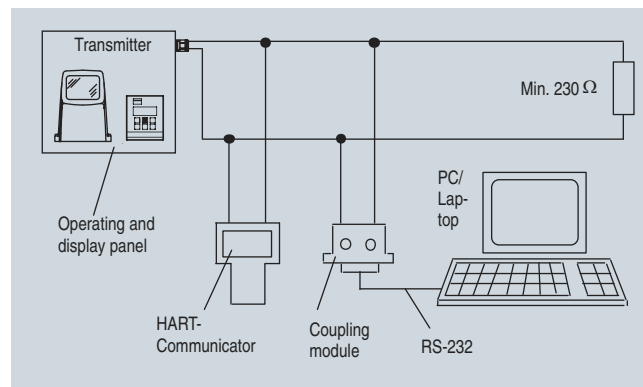 Transmitter
Min. 230 Ω
PC/
Lap-
top
Operating and
display panel
HART-
Communicator
Coupling
module
RS-232